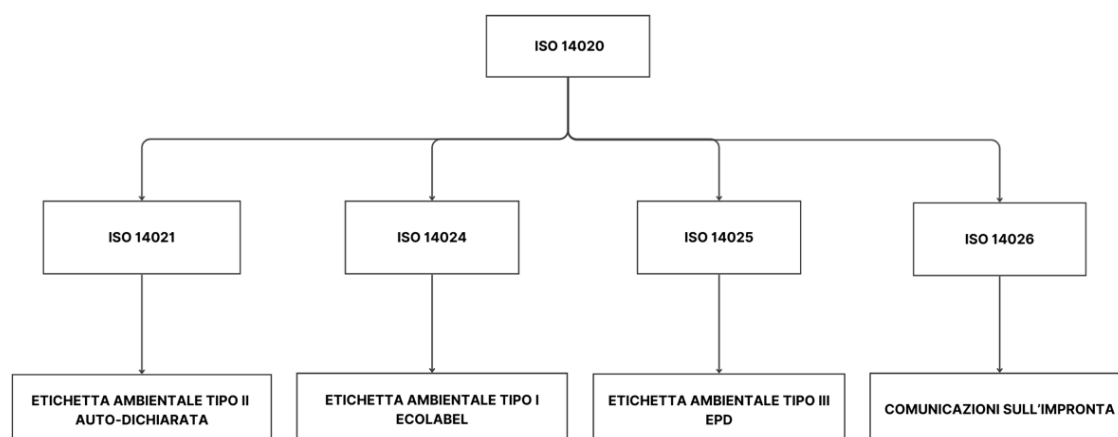 ISO 14020
ISO 14021
ISO 14024
ISO 14025
ISO 14026
ETICHETTA AMBIENTALE TIPO II
AUTO-DICHIARATA
ETICHETTA AMBIENTALE TIPO I
ECOLABEL
ETICHETTA AMBIENTALE TIPO III
EPD
COMUNICAZIONI SULL'IMPRONTA